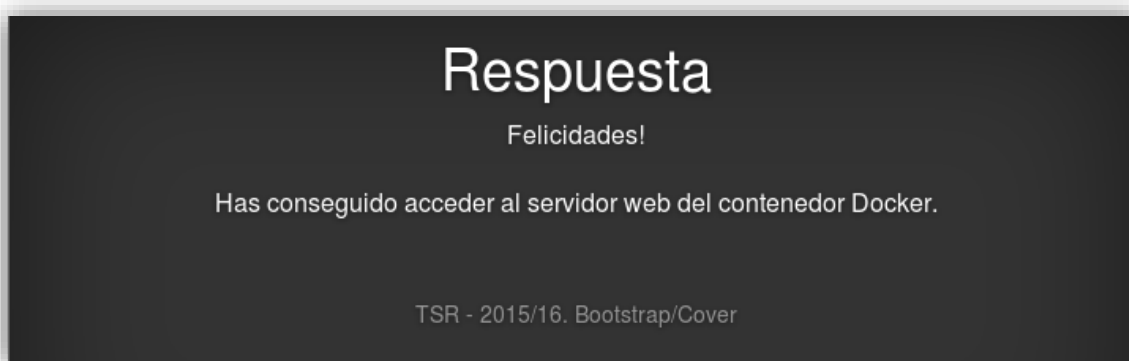 Respuesta
Felicidades!
Has conseguido acceder al servidor web del contenedor Docker.
TSR - 2015/16. Bootstrap/Cover